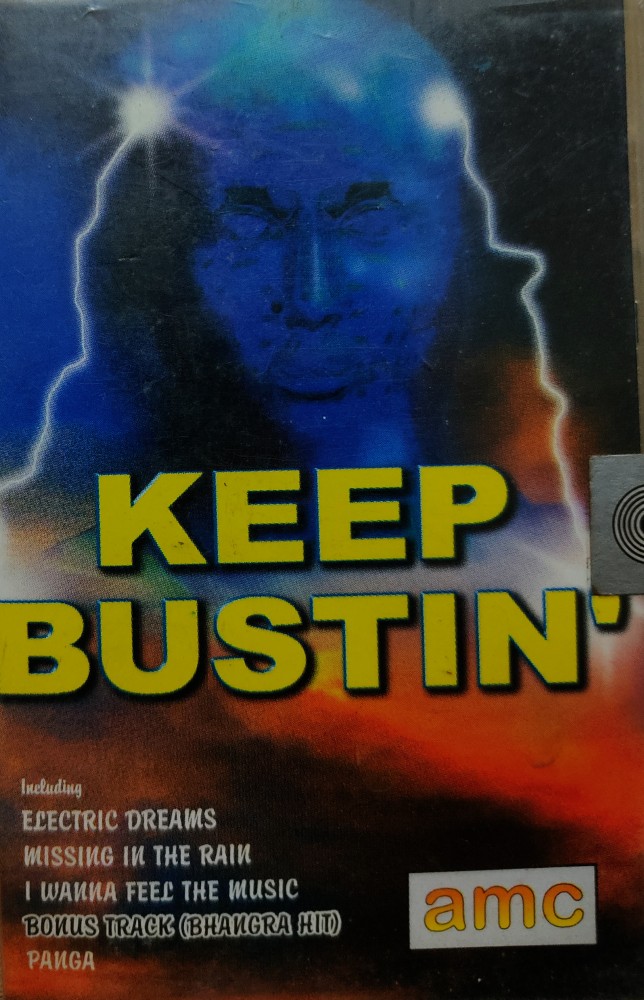 KEEP
BUSTIN'
Including
ELECTRIC DREAMS
MISSING IN THE RAIN
I WANNA FEEL THE MUSIC
BONUS TRACK (BHANGRA HIT)
PANGA
amc